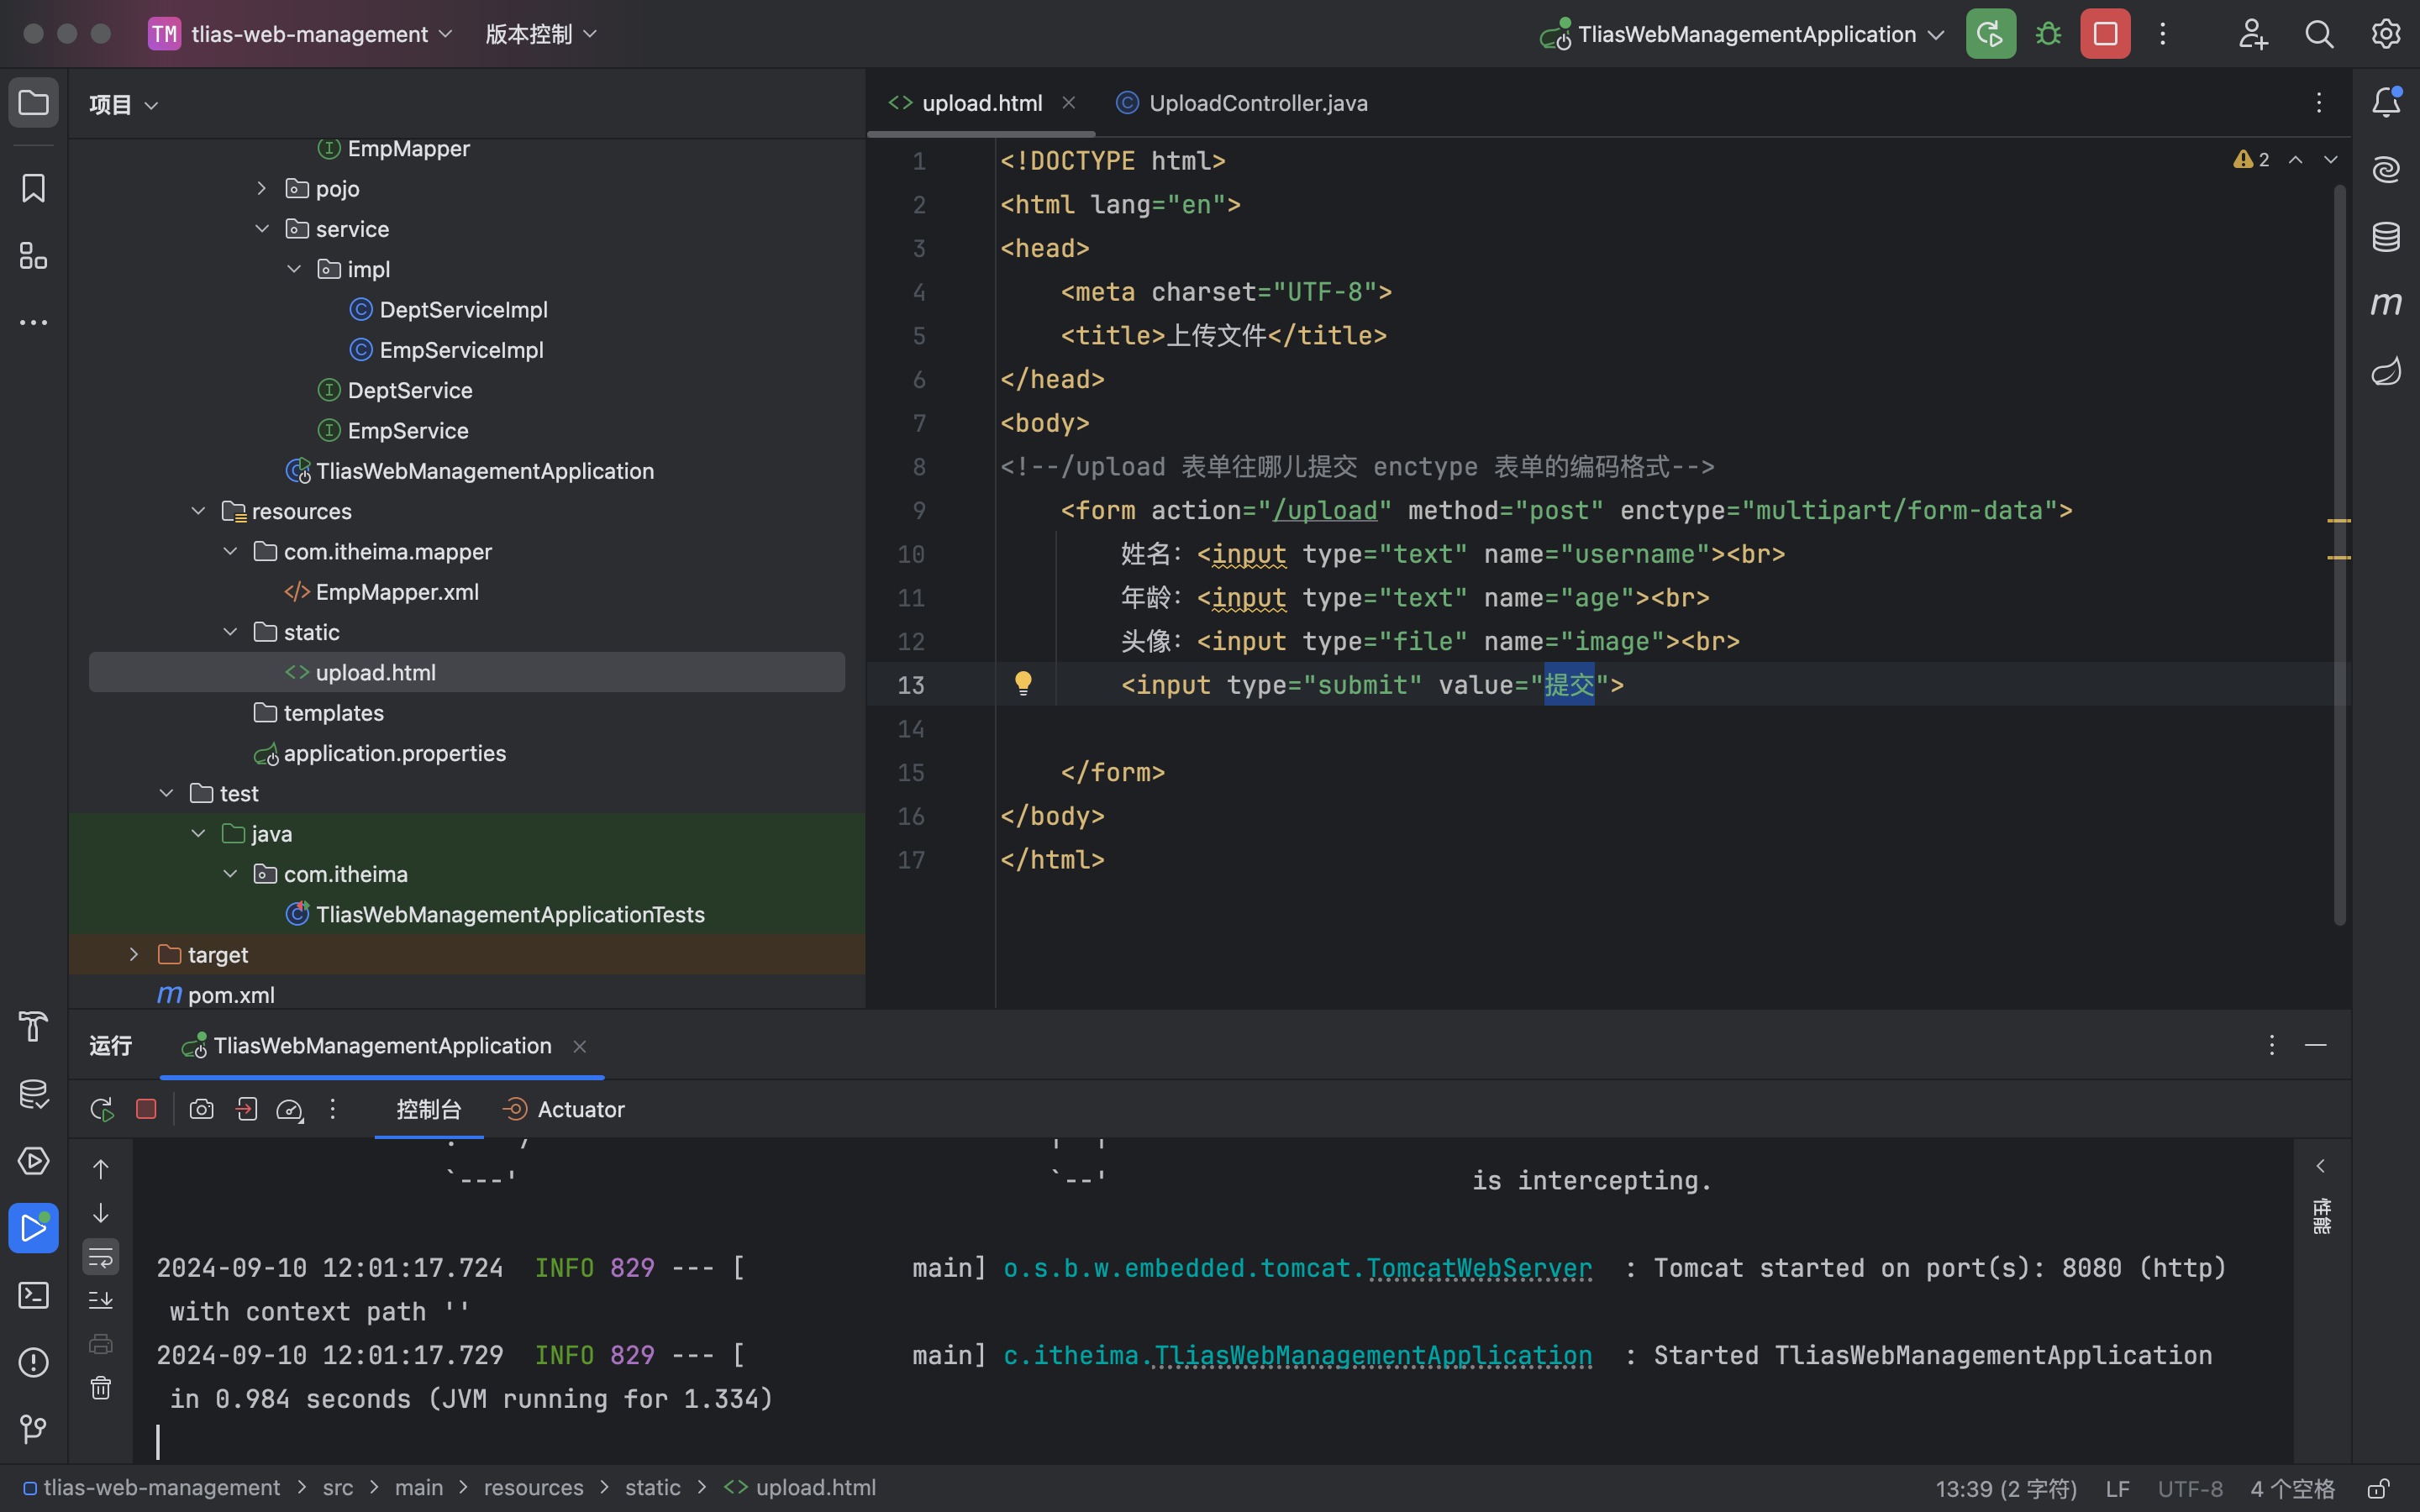 TM tlias-web-management 版本控制 TliasWebManagementApplication
项目
EmpMapper
pojo
service
impl
DeptServiceImpl
EmpServiceImpl
DeptService
EmpService
TliasWebManagementApplication
resources
com.itheima.mapper
EmpMapper.xml
static
upload.html
templates
application.properties
test
java
com.itheima
TliasWebManagementApplicationTests
target
pom.xml
upload.html UploadController.java
2
1 <!DOCTYPE html>
2 <html lang="en">
3 <head>
4 <meta charset="UTF-8">
5 <title>上传文件</title>
6 </head>
7 <body>
8 <!--/upload 表单往哪儿提交 enctype 表单的编码格式-->
9 <form action="/upload" method="post" enctype="multipart/form-data">
10 姓名: <input type="text" name="username"><br>
11 年龄: <input type="text" name="age"><br>
12 头像: <input type="file" name="image"><br>
13 <input type="submit" value="提交">
14
15 </form>
16 </body>
17 </html>
运行 TliasWebManagementApplication
控制台 Actuator
`---' `--' is intercepting.
2024-09-10 12:01:17.724 INFO 829 --- [ main] o.s.b.w.embedded.tomcat.TomcatWebServer : Tomcat started on port(s): 8080 (http)
with context path ''
2024-09-10 12:01:17.729 INFO 829 --- [ main] c.itheima.TliasWebManagementApplication : Started TliasWebManagementApplication
in 0.984 seconds (JVM running for 1.334)
性能
tlias-web-management > src > main > resources > static > upload.html
13:39 (2 字符) LF UTF-8 4 个空格